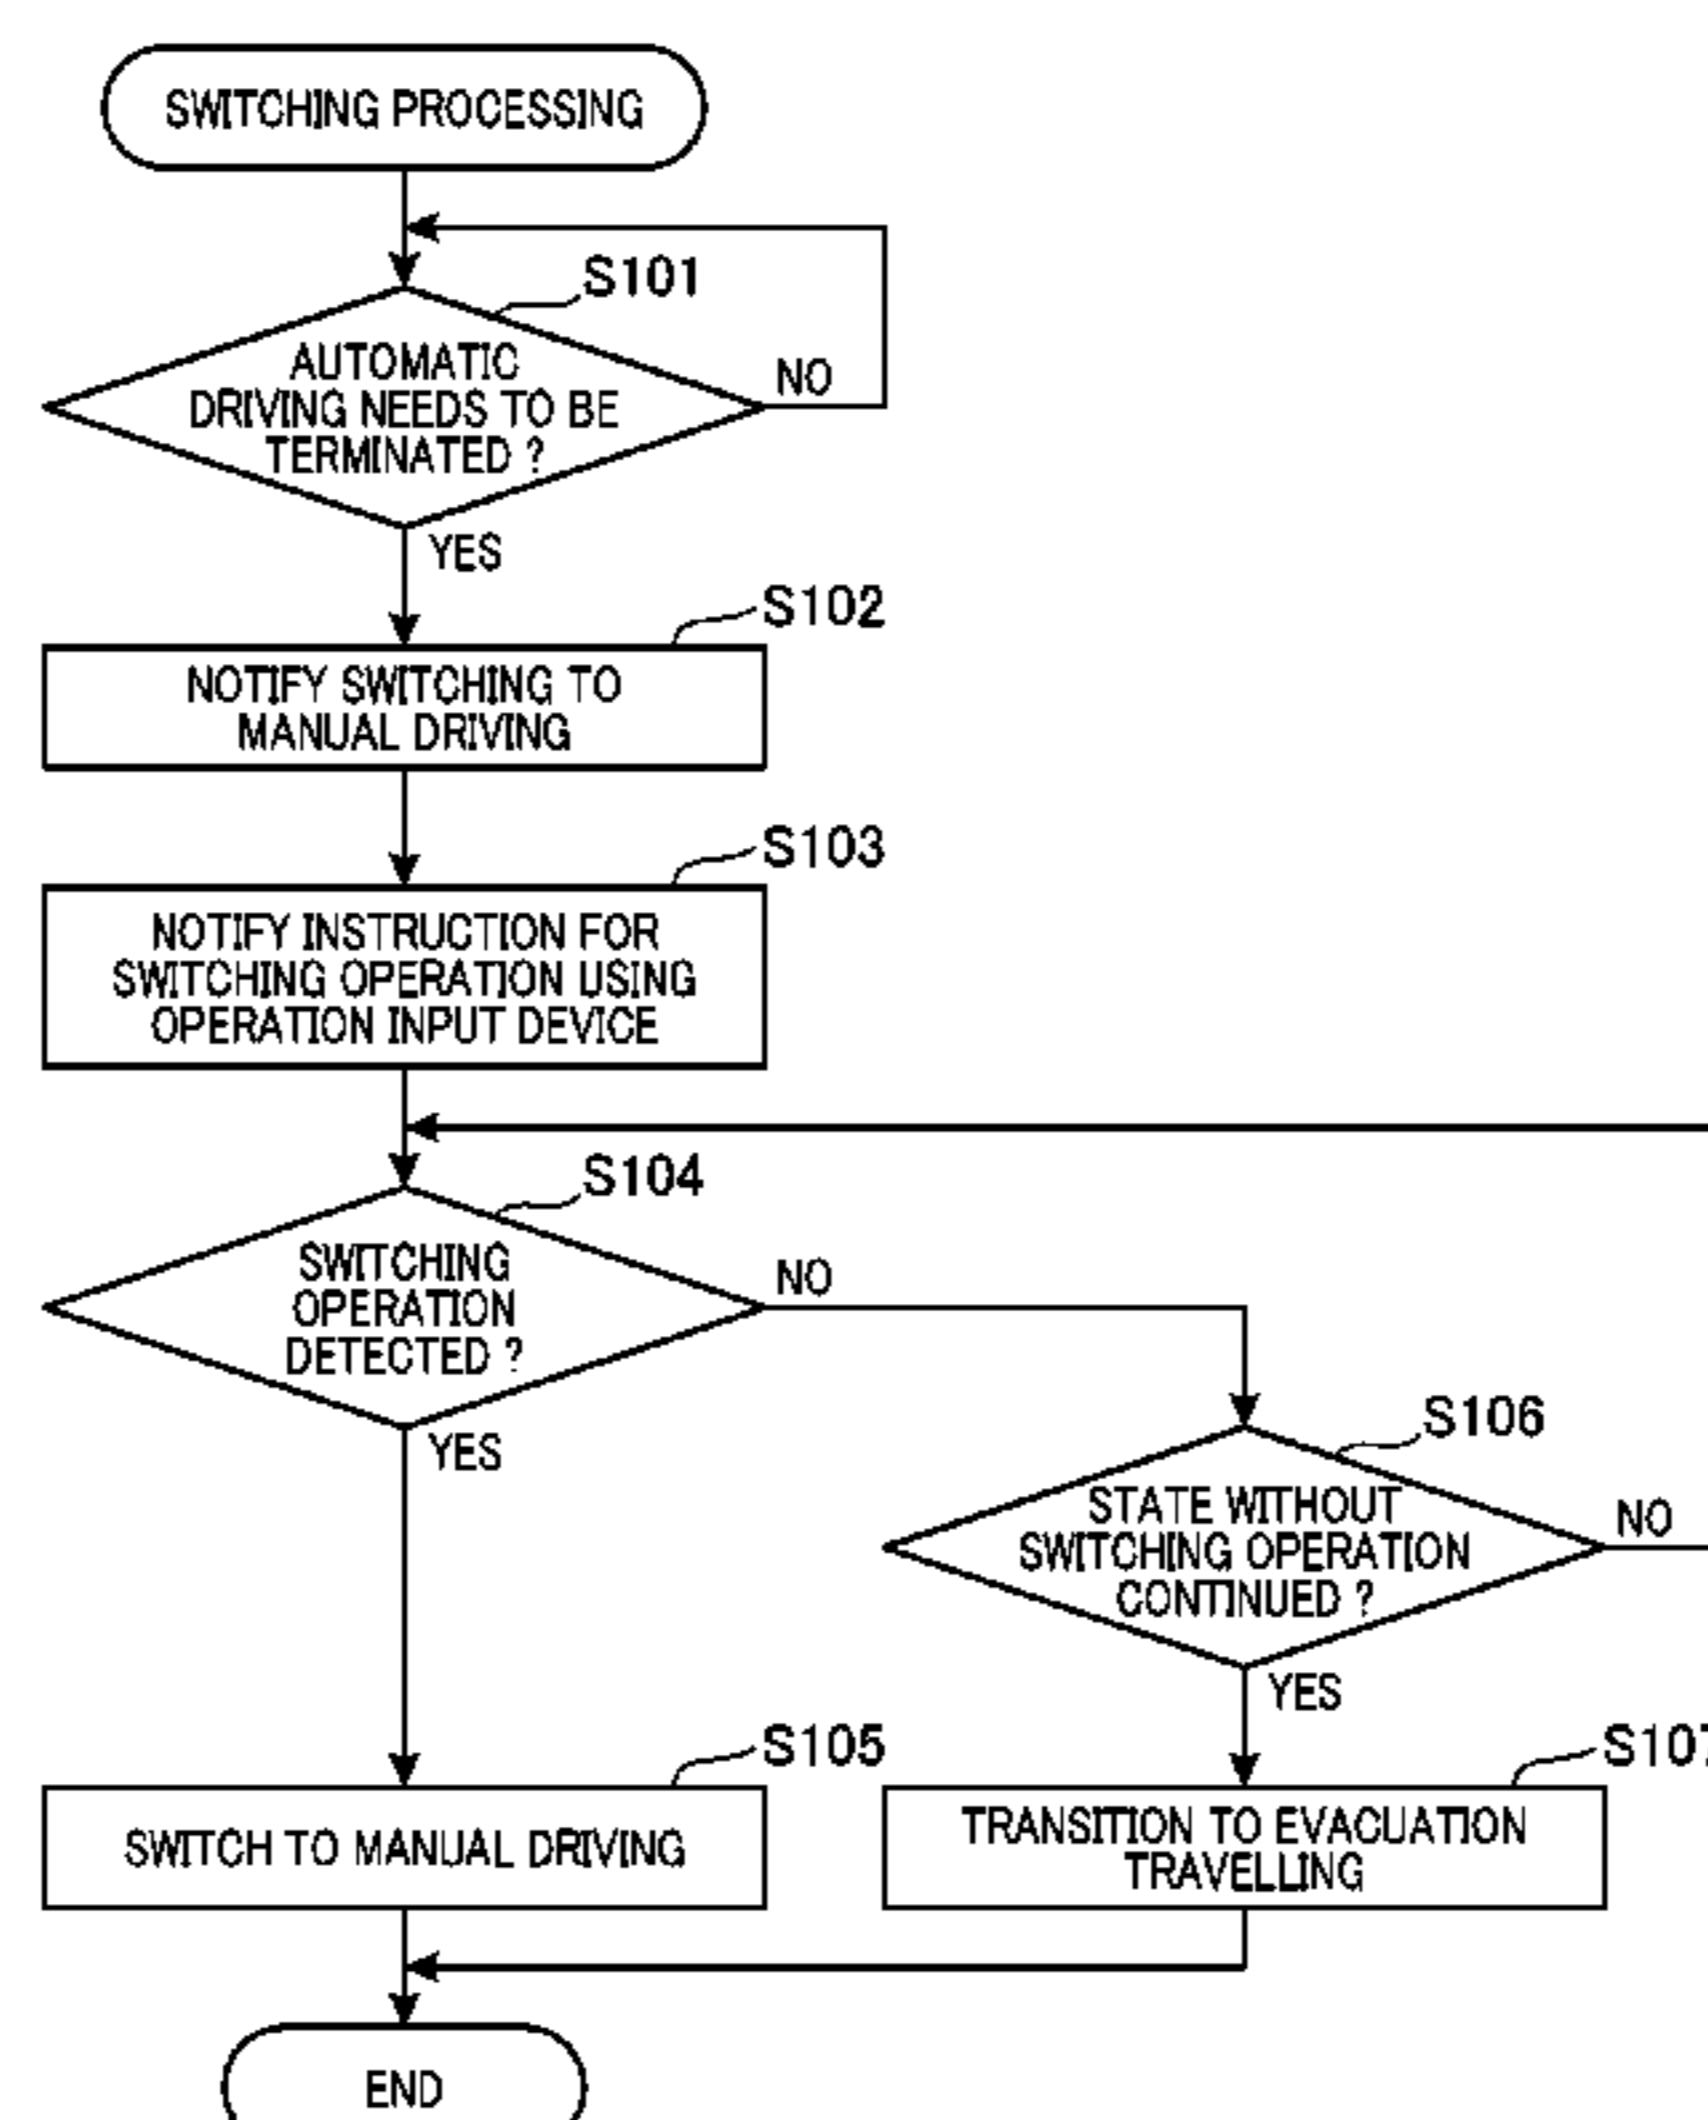 SWITCHING PROCESSING
S101
AUTOMATIC
DRIVING NEEDS TO BE
TERMINATED ?
NO
YES
S102
NOTIFY SWITCHING TO
MANUAL DRIVING
S103
NOTIFY INSTRUCTION FOR
SWITCHING OPERATION USING
OPERATION INPUT DEVICE
S104
SWITCHING
OPERATION
DETECTED ?
NO
YES
S106
STATE WITHOUT
SWITCHING OPERATION
CONTINUED ?
NO
YES
S105
SWITCH TO MANUAL DRIVING
S107
TRANSITION TO EVACUATION
TRAVELLING
END